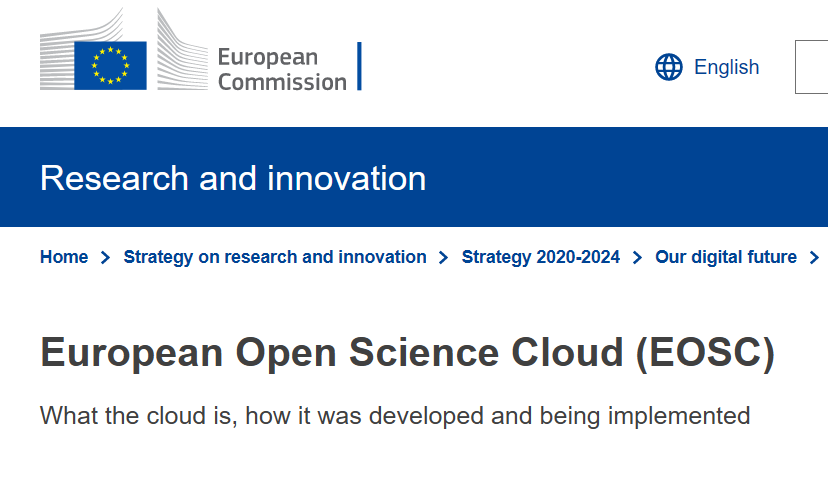 European
Commission
English
Research and innovation
Home > Strategy on research and innovation > Strategy 2020-2024 > Our digital future >
European Open Science Cloud (EOSC)
What the cloud is, how it was developed and being implemented